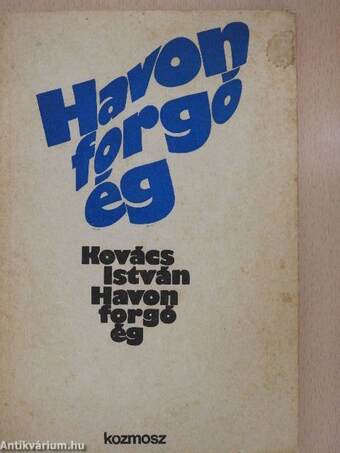 Havon
forgó
ég
Kovács
István
Havon
forgó
ég
kozmosz
Antikvárium.hu